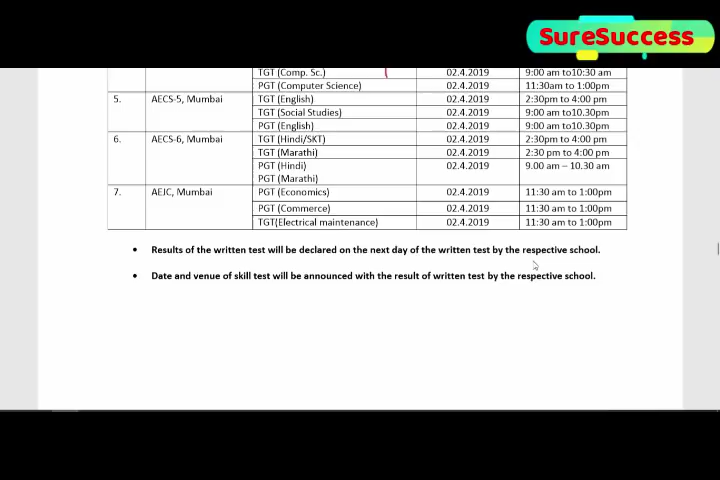 SureSuccess
TGT (Comp. Sc.) 02.4.2019 9:00 am to10:30 am
PGT (Computer Science) 02.4.2019 11:30am to 1:00pm
5. AECS-5, Mumbai TGT (English) 02.4.2019 2:30pm to 4:00 pm
TGT (Social Studies) 02.4.2019 9:00 am to10.30pm
PGT (English) 02.4.2019 9:00 am to10.30pm
6. AECS-6, Mumbai TGT (Hindi/SKT) 02.4.2019 2:30pm to 4:00 pm
TGT (Marathi) 02.4.2019 2:30 pm to 4:00 pm
PGT (Hindi) 02.4.2019 9.00 am – 10.30 am
PGT (Marathi)
7. AEJC, Mumbai PGT (Economics) 02.4.2019 11:30 am to 1:00pm
PGT (Commerce) 02.4.2019 11:30 am to 1:00pm
TGT(Electrical maintenance) 02.4.2019 11:30 am to 1:00pm
• Results of the written test will be declared on the next day of the written test by the respective school.
• Date and venue of skill test will be announced with the result of written test by the respective school.